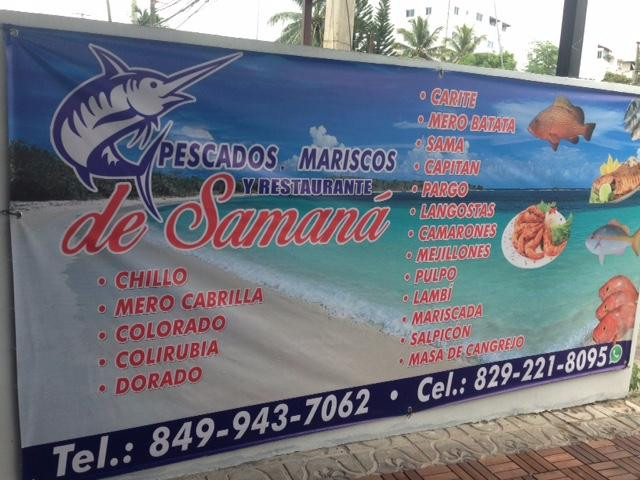 PESCADOS, MARISCOS
Y RESTAURANTE
de Samaná
• CHILLO
• MERO CABRILLA
• COLORADO
• COLIRUBIA
• DORADO
• CARITE
• MERO BATATA
• SAMA
• CAPITAN
• PARGO
• LANGOSTAS
• CAMARONES
• MEJILLONES
• PULPO
• LAMBÍ
• MARISCADA
• SALPICÓN
• MASA DE CANGREJO
Tel.: 849-943-7062 • Cel.: 829-221-8095